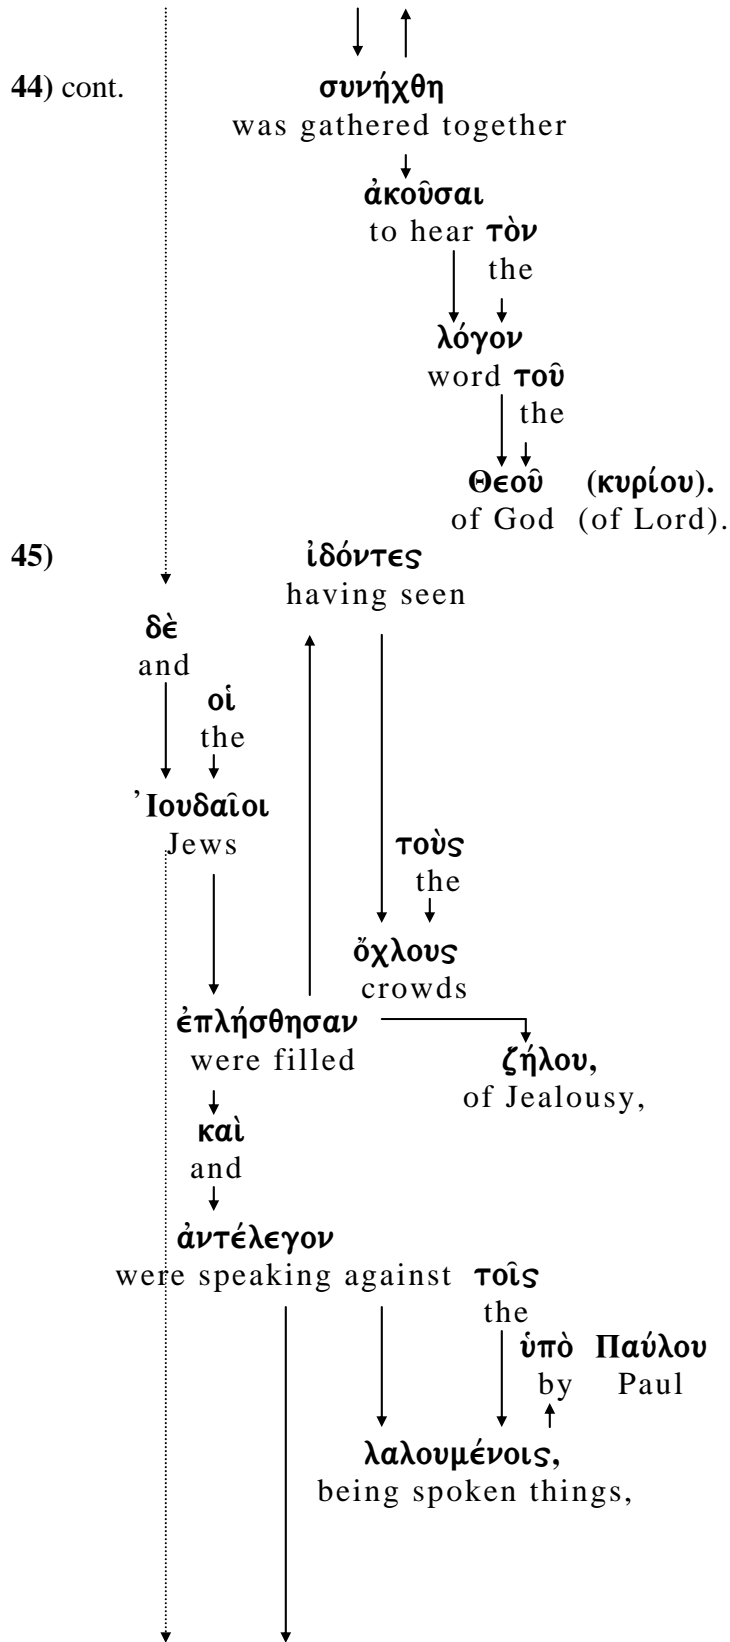 44) cont. συνήχθη
was gathered together
ἀκοῦσαι
to hear τὸν
the
λόγον
word τοῦ
the
Θεοῦ (κυρίου).
of God (of Lord).
45) ἰδόντες
having seen
δὲ
and
οἱ
the
Ἰουδαῖοι
Jews
τοὺς
the
ὄχλους
crowds
ἐπλήσθησαν
were filled
ζήλου,
of Jealousy,
καὶ
and
ἀντέλεγον
were speaking against τοῖς
the
ὑπὸ Παύλου
by Paul
λαλουμένοις,
being spoken things,